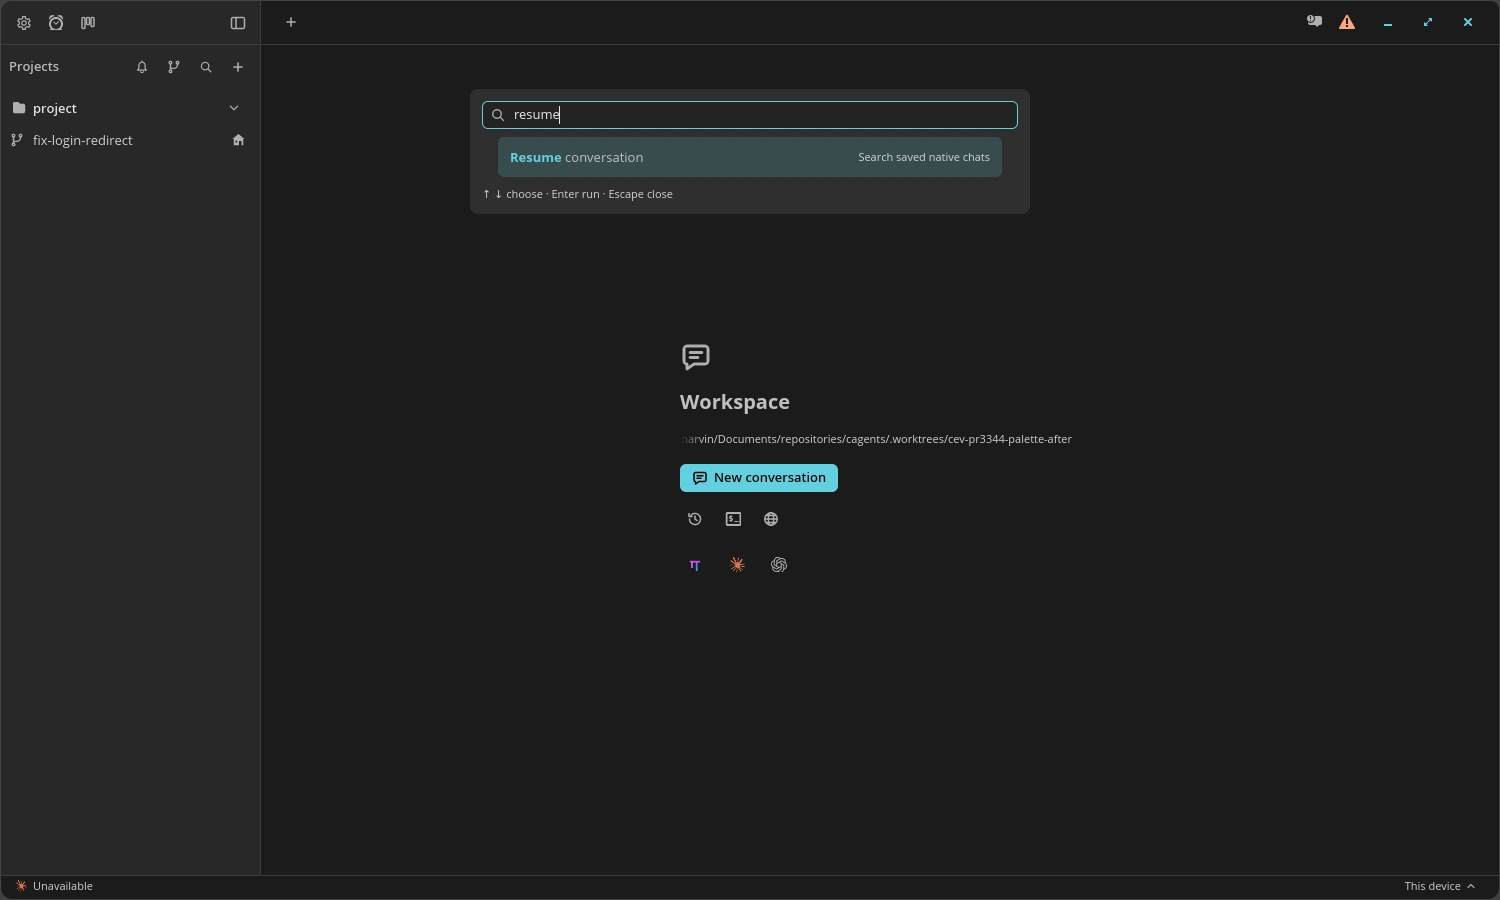 Projects
project
fix-login-redirect
resume
Resume conversation
Search saved native chats
↑ ↓ choose · Enter run · Escape close
Workspace
narvin/Documents/repositories/cagents/.worktrees/cev-pr3344-palette-after
New conversation
Unavailable
This device